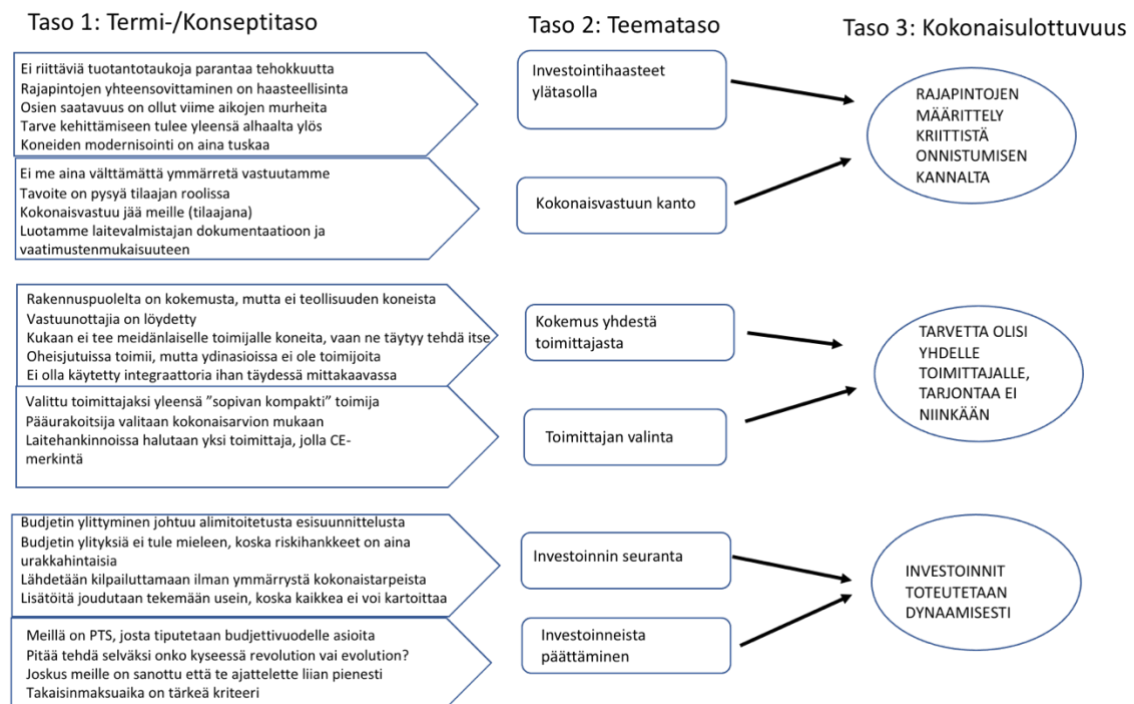 Taso 1: Termi-/Konseptitaso
Taso 2: Teemataso
Taso 3: Kokonaisulottuvuus
Ei riittäviä tuotantotaukoja parantaa tehokkuutta
Rajapintojen yhteensovittaminen on haasteellisinta
Osien saatavuus on ollut viime aikojen murheita
Tarve kehittämiseen tulee yleensä alhaalta ylös
Koneiden modernisointi on aina tuskaa
Investointihaasteet
ylätasolla
Ei me aina välttämättä ymmärretä vastuutamme
Tavoite on pysyä tilaajan roolissa
Kokonaisvastuu jää meille (tilaajana)
Luotamme laitevalmistajan dokumentaatioon ja
vaatimustenmukaisuuteen
Kokonaisvastuun kanto
RAJAPINTOJEN
MÄÄRITTELY
KRIITTISTÄ
ONNISTUMISEN
KANNALTA
Rakennuspuolelta on kokemusta, mutta ei teollisuuden koneista
Vastuunottajia on löydetty
Kukaan ei tee meidänlaiselle toimijalle koneita, vaan ne täytyy tehdä itse
Oheisjutuissa toimii, mutta ydinasioissa ei ole toimijoita
Ei olla käytetty integraattoria ihan täydessä mittakaavassa
Kokemus yhdestä
toimittajasta
Valittu toimittajaksi yleensä ”sopivan kompakti” toimija
Pääurakoitsija valitaan kokonaisarvion mukaan
Laitehankinnoissa halutaan yksi toimittaja, jolla CE-
merkintä
Toimittajan valinta
TARVETTA OLISI
YHDELLE
TOIMITTAJALLE,
TARJONTAA EI
NIINKÄÄN
Budjetin ylittyminen johtuu alimitoitetusta esisuunnittelusta
Budjetin ylityksiä ei tule mieleen, koska riskihankkeet on aina
urakkahintaisia
Lähdetään kilpailuttamaan ilman ymmärrystä kokonaistarpeista
Lisätöitä joudutaan tekemään usein, koska kaikkea ei voi kartoittaa
Investoinnin seuranta
Meillä on PTS, josta tiputetaan budjettivuodelle asioita
Pitää tehdä selväksi onko kyseessä revolution vai evolution?
Joskus meille on sanottu että te ajattelette liian pienesti
Takaisinmaksuaika on tärkeä kriteeri
Investoinneista
päättäminen
INVESTOINNIT
TOTEUTETAAN
DYNAAMISESTI